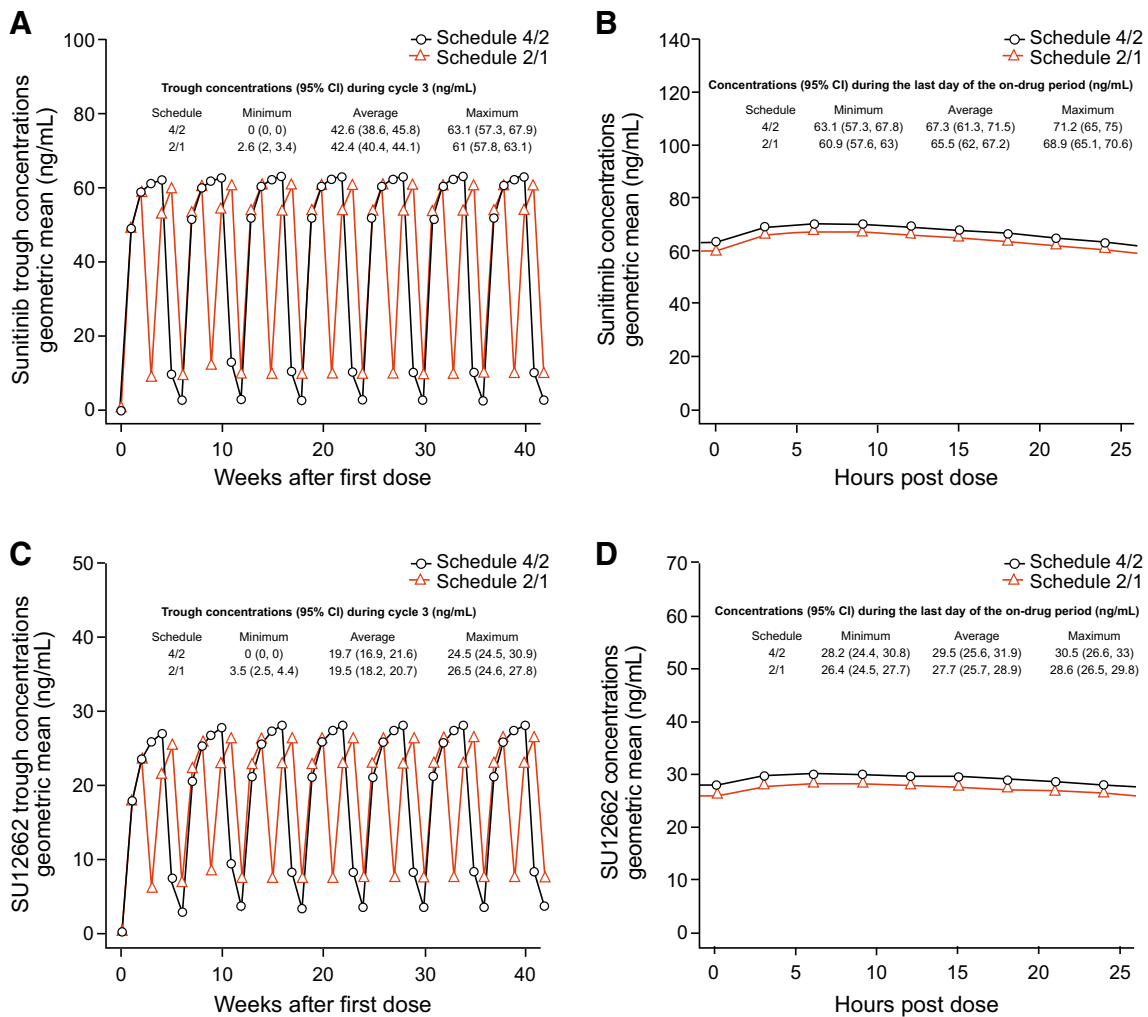 A
Schedule 4/2
Schedule 2/1
Sunitinib trough concentrations
geometric mean (ng/mL)
100
80
60
40
20
0
Trough concentrations (95% CI) during cycle 3 (ng/mL)
Schedule Minimum Average Maximum
4/2 0 (0, 0) 42.6 (38.6, 45.8) 63.1 (57.3, 67.9)
2/1 2.6 (2, 3.4) 42.4 (40.4, 44.1) 61 (57.8, 63.1)
0 10 20 30 40
Weeks after first dose
B
Schedule 4/2
Schedule 2/1
Sunitimib concentrations
geometric mean (ng/mL)
140
120
100
80
60
40
20
0
Concentrations (95% CI) during the last day of the on-drug period (ng/mL)
Schedule Minimum Average Maximum
4/2 63.1 (57.3, 67.8) 67.3 (61.3, 71.5) 71.2 (65, 75)
2/1 60.9 (57.6, 63) 65.5 (62, 67.2) 68.9 (65.1, 70.6)
0 5 10 15 20 25
Hours post dose
C
Schedule 4/2
Schedule 2/1
SU12662 trough concentrations
geometric mean (ng/mL)
50
40
30
20
10
0
Trough concentrations (95% CI) during cycle 3 (ng/mL)
Schedule Minimum Average Maximum
4/2 0 (0, 0) 19.7 (16.9, 21.6) 24.5 (24.5, 30.9)
2/1 3.5 (2.5, 4.4) 19.5 (18.2, 20.7) 26.5 (24.6, 27.8)
0 10 20 30 40
Weeks after first dose
D
Schedule 4/2
Schedule 2/1
SU12662 concentrations
geometric mean (ng/mL)
70
60
50
40
30
20
10
0
Concentrations (95% CI) during the last day of the on-drug period (ng/mL)
Schedule Minimum Average Maximum
4/2 28.2 (24.4, 30.8) 29.5 (25.6, 31.9) 30.5 (26.6, 33)
2/1 26.4 (24.5, 27.7) 27.7 (25.7, 28.9) 28.6 (26.5, 29.8)
0 5 10 15 20 25
Hours post dose